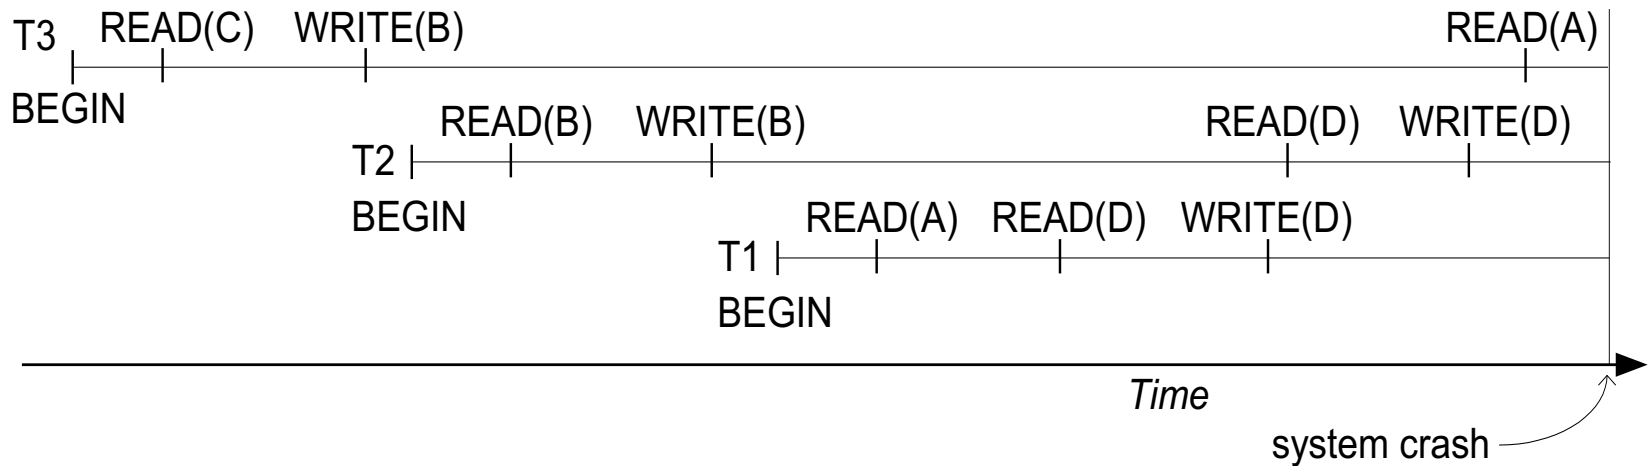 T3 READ(C) WRITE(B) READ(A)
BEGIN
READ(B) WRITE(B) READ(D) WRITE(D)
T2
BEGIN
READ(A) READ(D) WRITE(D)
T1
BEGIN
Time
system crash